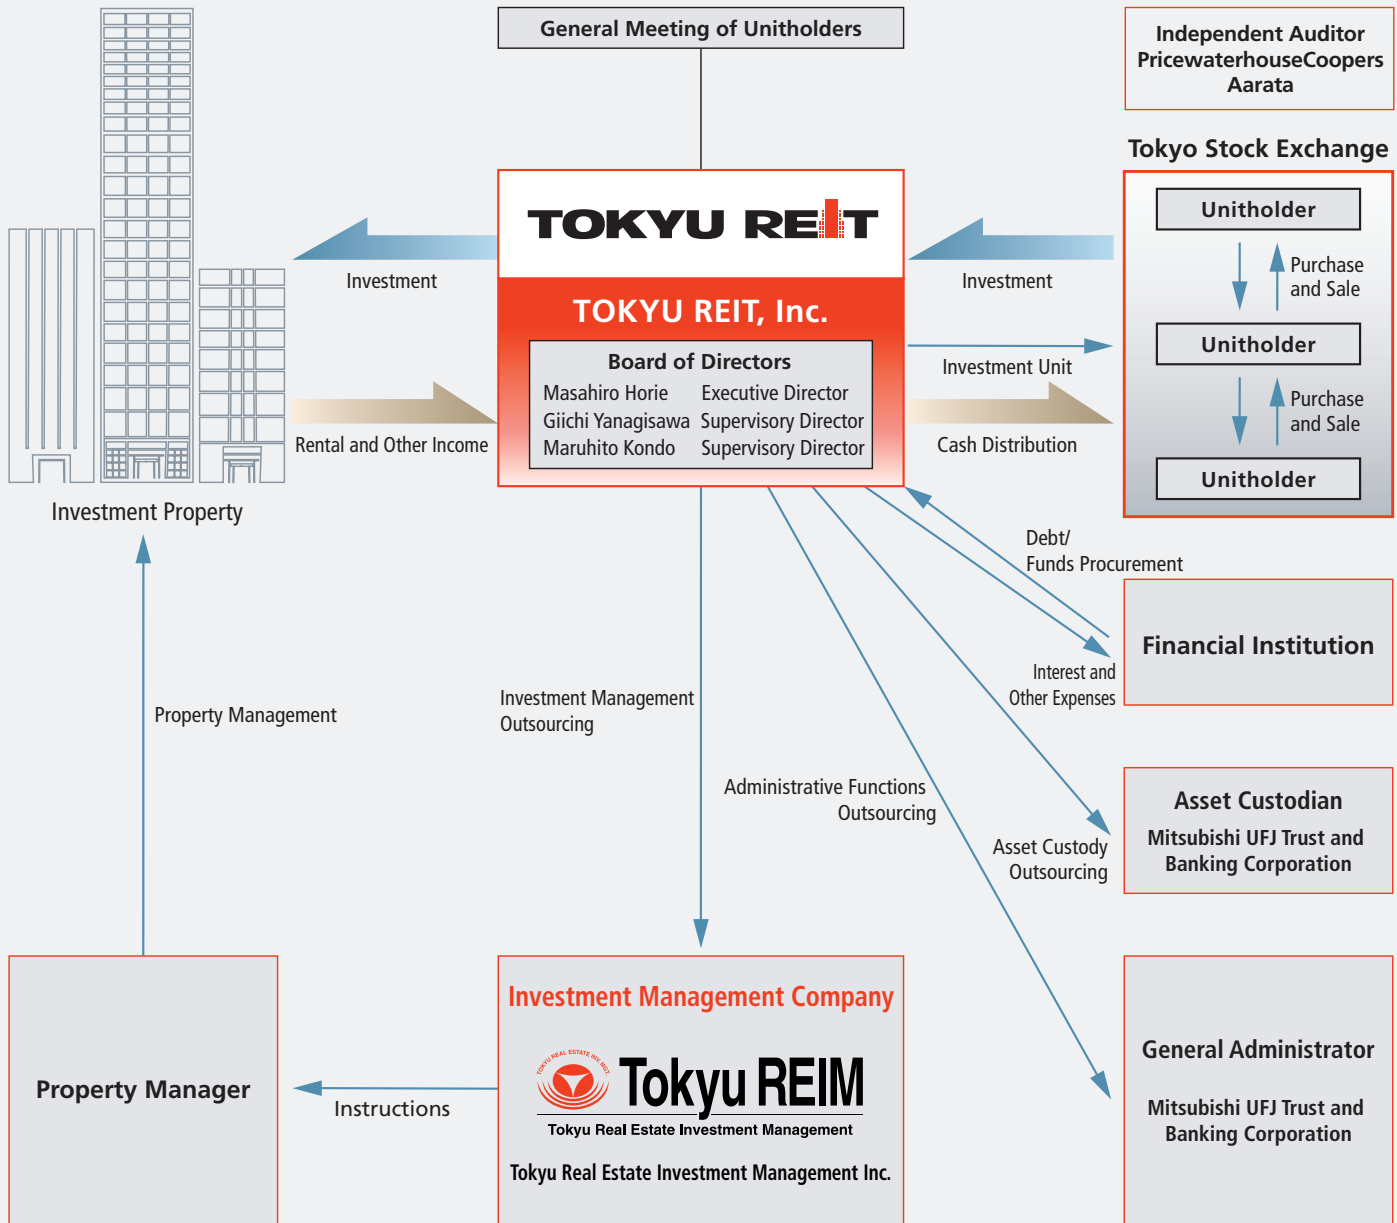 General Meeting of Unitholders
Independent Auditor
PricewaterhouseCoopers
Aarata
Tokyo Stock Exchange
TOKYU REIT
Unitholder
Purchase
and Sale
Investment
Investment
TOKYU REIT, Inc.
Board of Directors
Masahiro Horie Executive Director
Giichi Yanagisawa Supervisory Director
Maruhito Kondo Supervisory Director
Unitholder
Investment Unit
Purchase
and Sale
Rental and Other Income
Cash Distribution
Unitholder
Investment Property
Debt/
Funds Procurement
Financial Institution
Interest and
Other Expenses
Property Management
Investment Management
Outsourcing
Administrative Functions
Outsourcing
Asset Custody
Outsourcing
Asset Custodian
Mitsubishi UFJ Trust and
Banking Corporation
Investment Management Company
TOKYU REAL ESTATE INV. MGT.
Tokyu REIM
Tokyu Real Estate Investment Management
Tokyu Real Estate Investment Management Inc.
Property Manager
Instructions
General Administrator
Mitsubishi UFJ Trust and
Banking Corporation